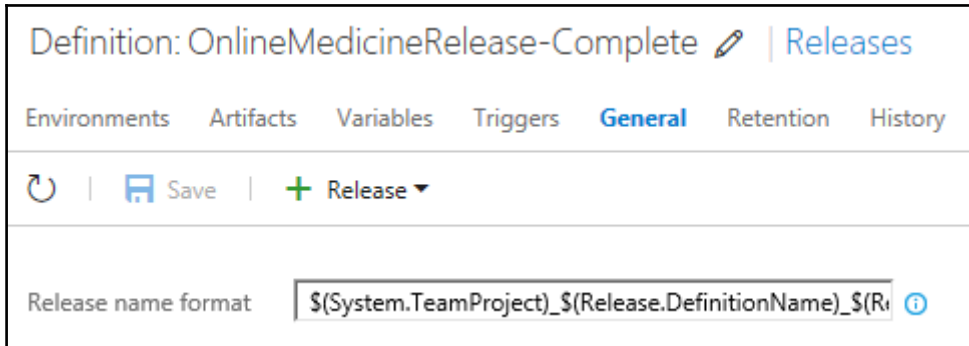 Definition: OnlineMedicineRelease-Complete | Releases
Environments Artifacts Variables Triggers General Retention History
Save | + Release
Release name format $(System.TeamProject)_$(Release.DefinitionName)_$(Re